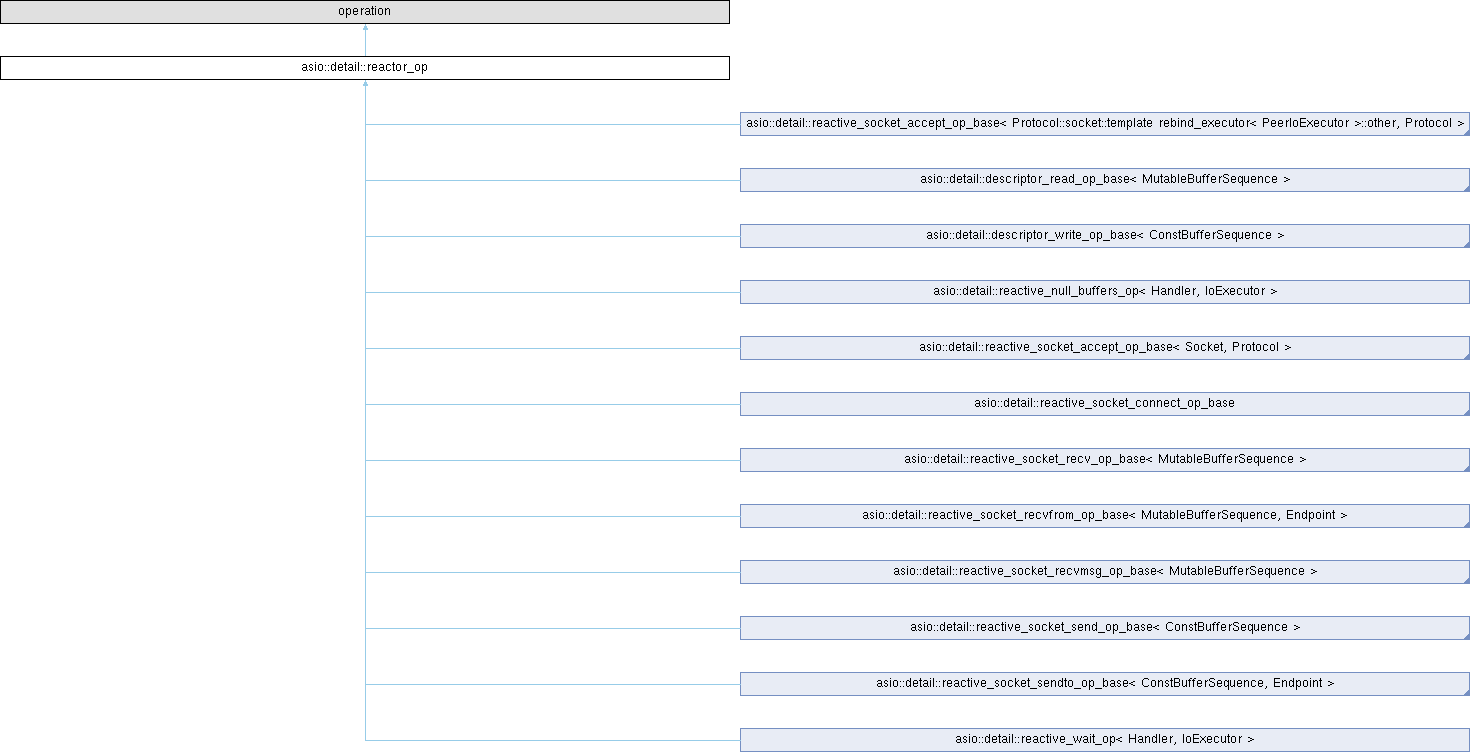 operation
asio::detail::reactor_op
asio::detail::reactive_socket_accept_op_base< Protocol::socket::template rebind_executor< PeerIoExecutor >::other, Protocol >
asio::detail::descriptor_read_op_base< MutableBufferSequence >
asio::detail::descriptor_write_op_base< ConstBufferSequence >
asio::detail::reactive_null_buffers_op< Handler, IoExecutor >
asio::detail::reactive_socket_accept_op_base< Socket, Protocol >
asio::detail::reactive_socket_connect_op_base
asio::detail::reactive_socket_recv_op_base< MutableBufferSequence >
asio::detail::reactive_socket_recvfrom_op_base< MutableBufferSequence, Endpoint >
asio::detail::reactive_socket_recvmsg_op_base< MutableBufferSequence >
asio::detail::reactive_socket_send_op_base< ConstBufferSequence >
asio::detail::reactive_socket_sendto_op_base< ConstBufferSequence, Endpoint >
asio::detail::reactive_wait_op< Handler, IoExecutor >